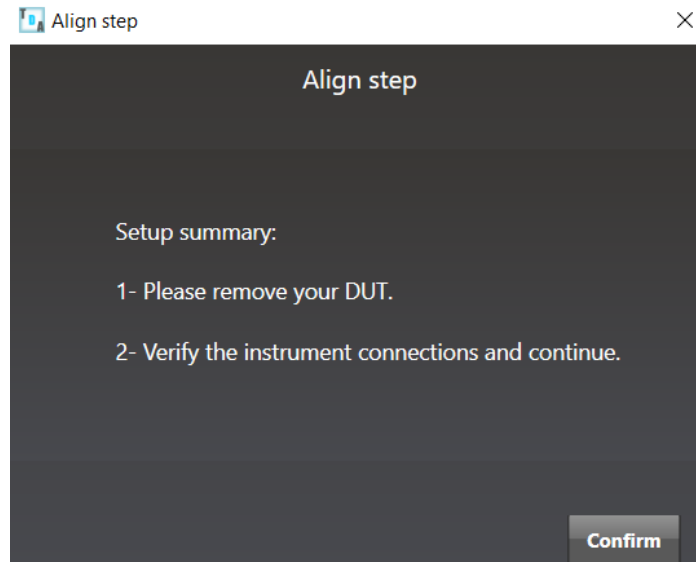 TDA Align step
Align step
Setup summary:
1- Please remove your DUT.
2- Verify the instrument connections and continue.
Confirm